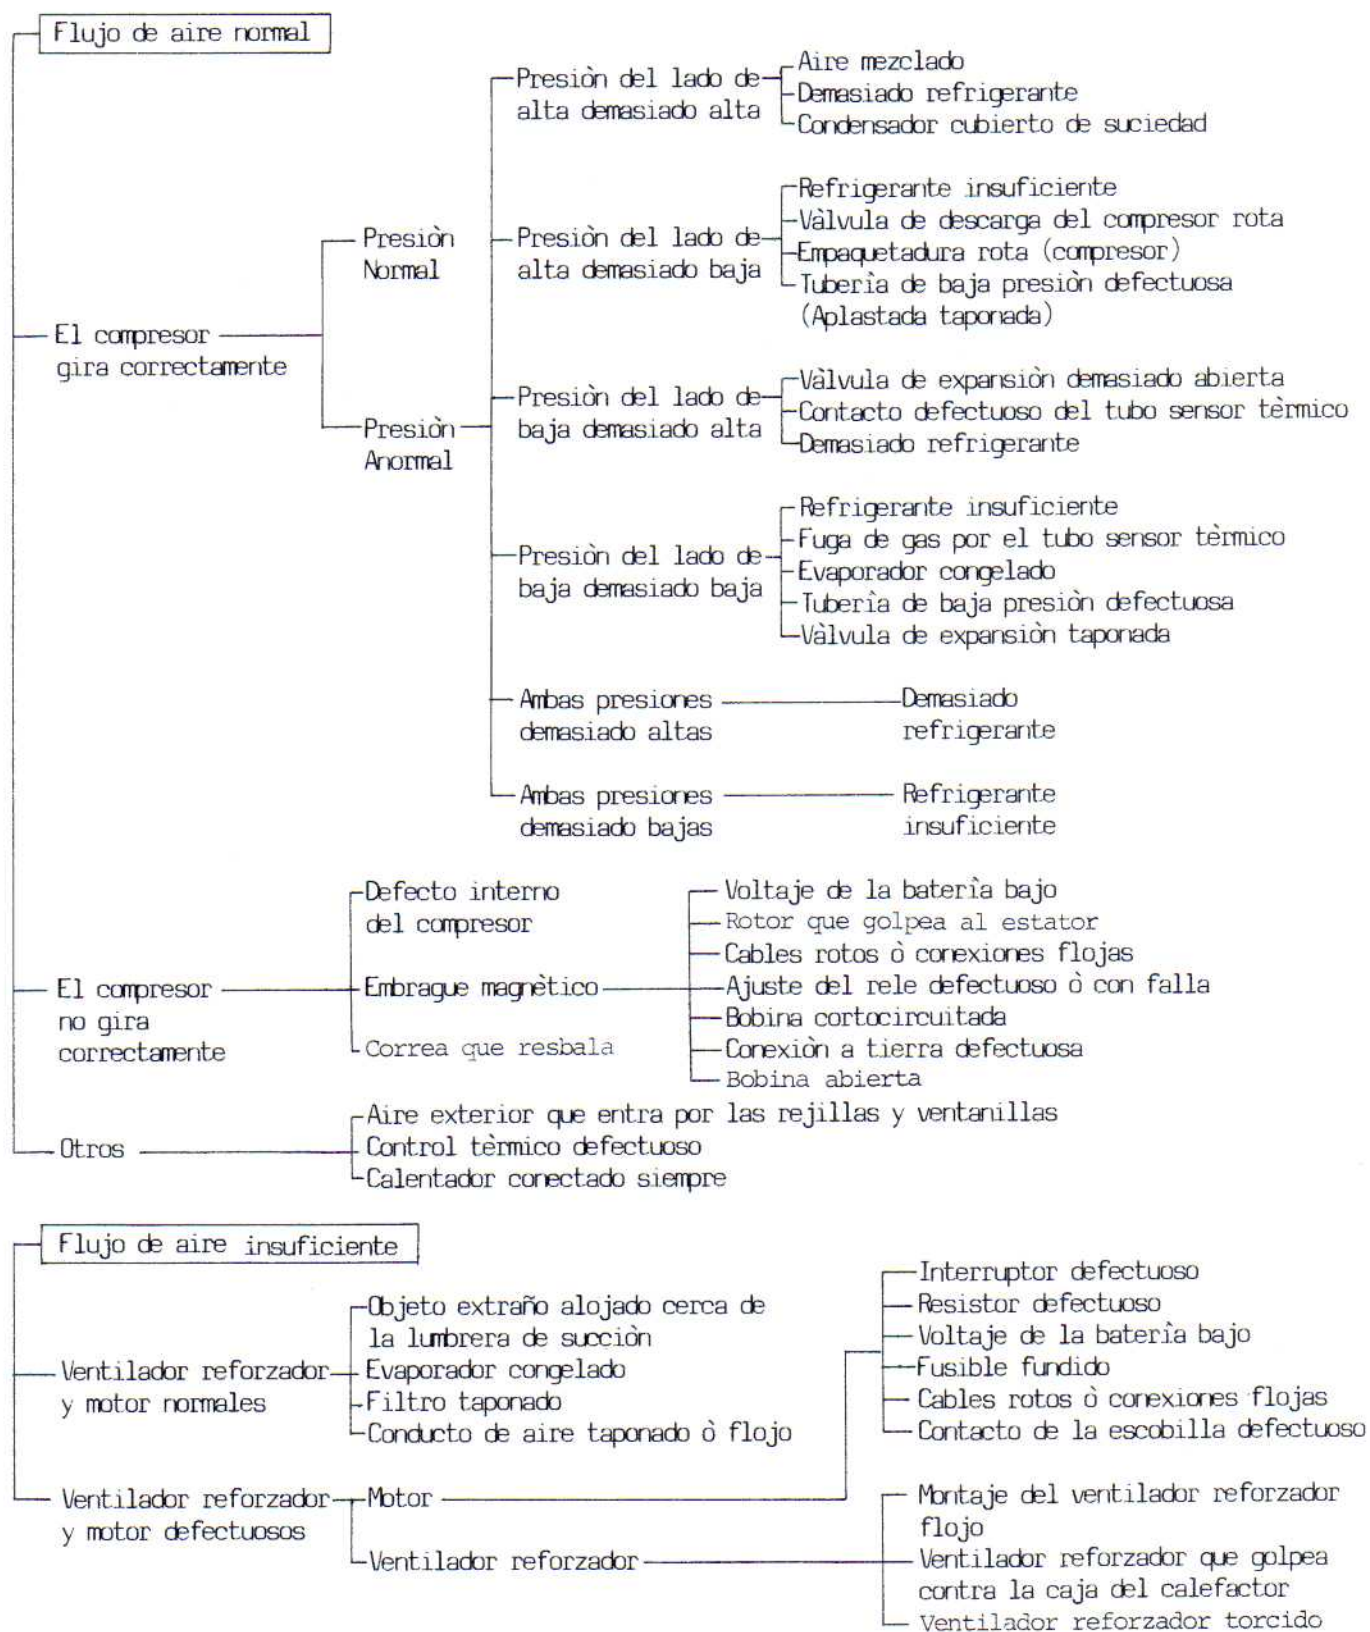 Flujo de aire normal
Presiòn del lado de
alta demasiado alta
Aire mezclado
Demasiado refrigerante
Condensador cubierto de suciedad
Presiòn
Normal
Presiòn del lado de
alta demasiado baja
Refrigerante insuficiente
Vàlvula de descarga del compresor rota
Empaquetadura rota (compresor)
Tuberìa de baja presiòn defectuosa
(Aplastada taponada)
El compresor
gira correctamente
Presiòn
Anormal
Presiòn del lado de
baja demasiado alta
Vàlvula de expansiòn demasiado abierta
Contacto defectuoso del tubo sensor tèrmico
Demasiado refrigerante
Presiòn del lado de
baja demasiado baja
Refrigerante insuficiente
Fuga de gas por el tubo sensor tèrmico
Evaporador congelado
Tuberìa de baja presiòn defectuosa
Vàlvula de expansiòn taponada
Ambas presiones
demasiado altas
Demasiado
refrigerante
Ambas presiones
demasiado bajas
Refrigerante
insuficiente
El compresor
no gira
correctamente
Defecto interno
del compresor
Embrague magnètico
Correa que resbala
Voltaje de la baterìa bajo
Rotor que golpea al estator
Cables rotos ò conexiones flojas
Ajuste del rele defectuoso ò con falla
Bobina cortocircuitada
Conexiòn a tierra defectuosa
Bobina abierta
Otros
Aire exterior que entra por las rejillas y ventanillas
Control tèrmico defectuoso
Calentador conectado siempre
Flujo de aire insuficiente
Ventilador reforzador
y motor normales
Objeto extraño alojado cerca de
la lumbrera de succiòn
Evaporador congelado
Filtro taponado
Conducto de aire taponado ò flojo
Interruptor defectuoso
Resistor defectuoso
Voltaje de la baterìa bajo
Fusible fundido
Cables rotos ò conexiones flojas
Contacto de la escobilla defectuoso
Ventilador reforzador
y motor defectuosos
Motor
Ventilador reforzador
Montaje del ventilador reforzador
flojo
Ventilador reforzador que golpea
contra la caja del calefactor
Ventilador reforzador torcido